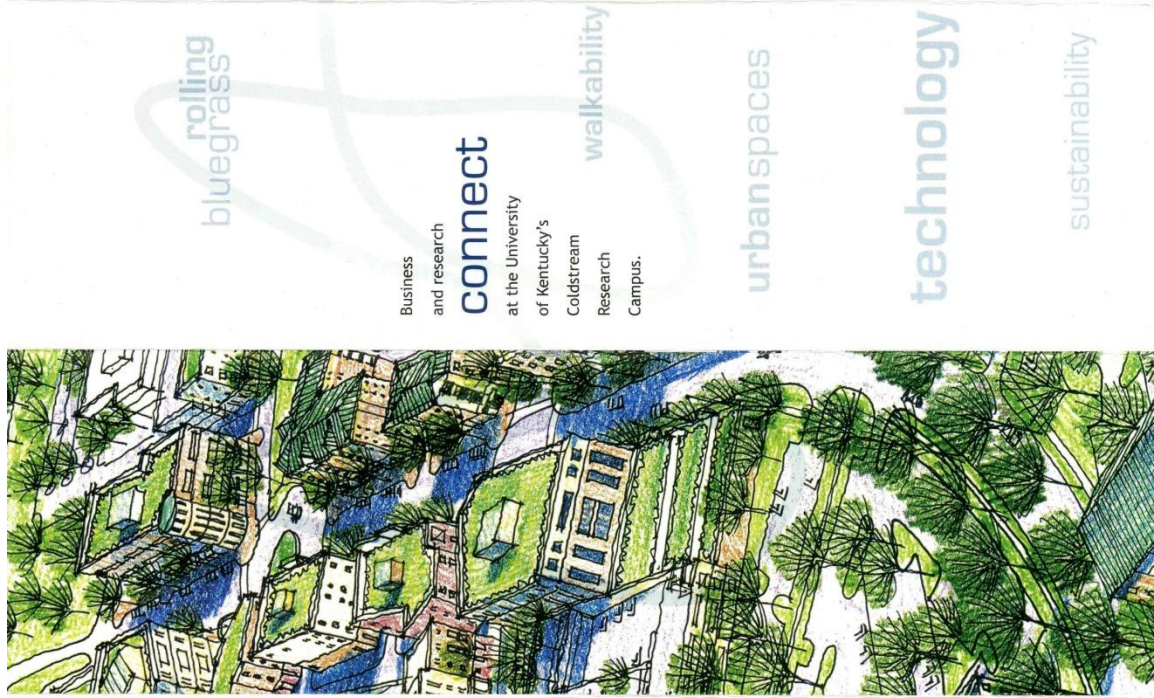 rolling
bluegrass
Business
and research
connect
at the University
of Kentucky's
Coldstream
Research
Campus.
walkability
urbanspaces
technology
sustainability